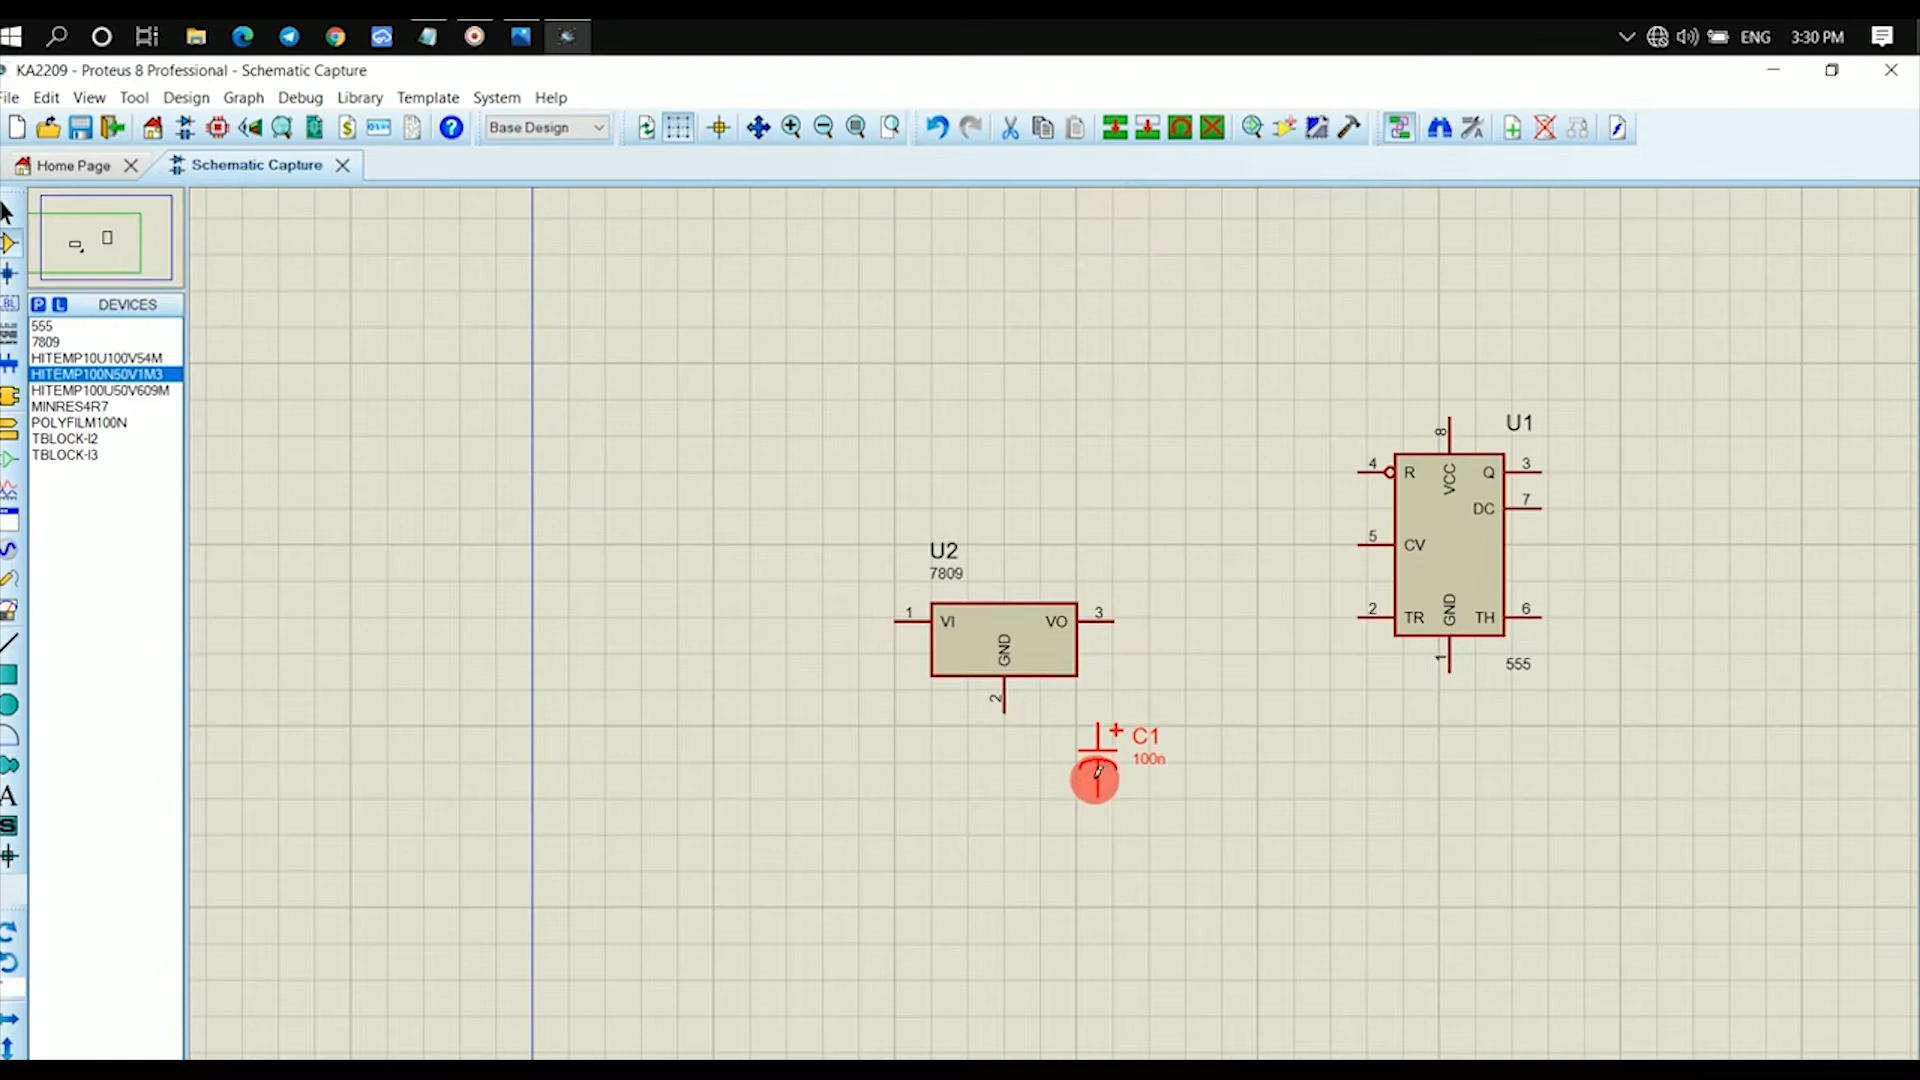 ENG 3:30 PM
KA2209 - Proteus 8 Professional - Schematic Capture
File Edit View Tool Design Graph Debug Library Template System Help
Base Design
Home Page Schematic Capture
P L DEVICES
555
7809
HITEMP10U100V54M
HITEMP100N50V1M3
HITEMP100U50V609M
MINRES4R7
POLYFILM100N
TBLOCK-I2
TBLOCK-I3
A
S
U1
8
4 R VCC Q 3
DC 7
5 CV
2 TR GND TH 6
1
555
U2
7809
1 VI VO 3
GND
2
+ C1
100n